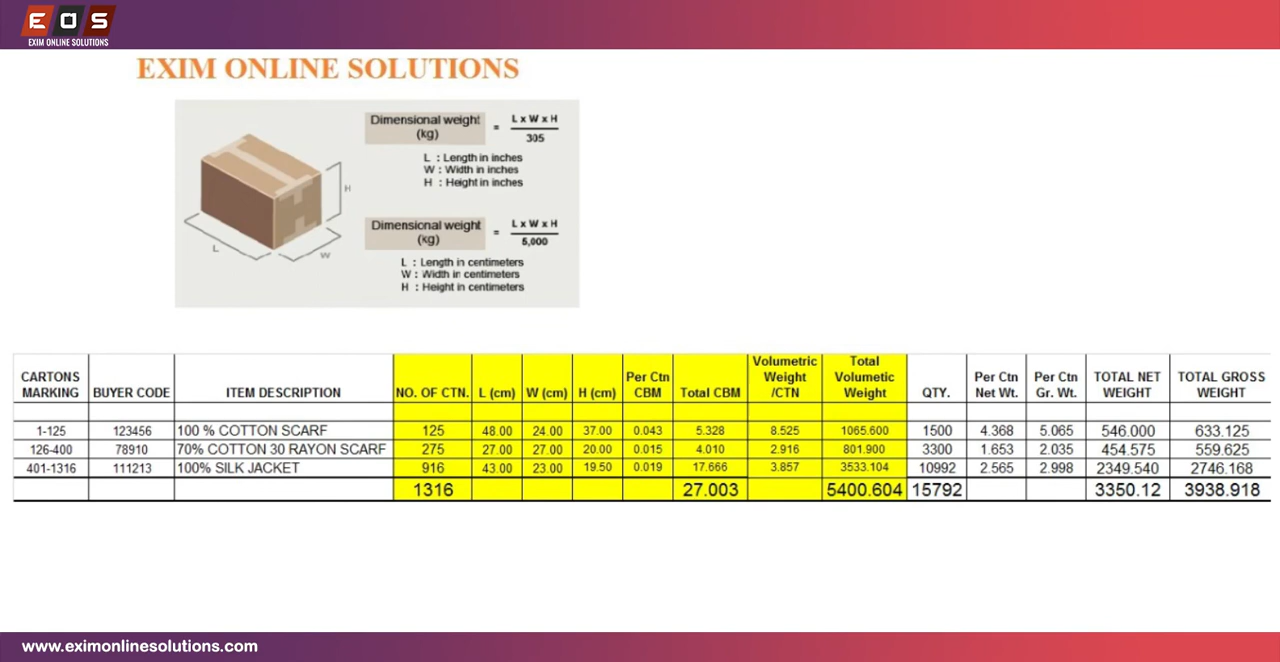 EOS
EXIM ONLINE SOLUTIONS
EXIM ONLINE SOLUTIONS
Dimensional weight (kg) = L x W x H / 305
L : Length in inches
W : Width in inches
H : Height in inches
Dimensional weight (kg) = L x W x H / 5,000
L : Length in centimeters
W : Width in centimeters
H : Height in centimeters
L
W
H
CARTONS MARKING BUYER CODE ITEM DESCRIPTION NO. OF CTN. L (cm) W (cm) H (cm) Per Ctn CBM Total CBM Volumetric Weight /CTN Total Volumetic Weight QTY. Per Ctn Net Wt. Per Ctn Gr. Wt. TOTAL NET WEIGHT TOTAL GROSS WEIGHT
1-125 123456 100 % COTTON SCARF 125 48.00 24.00 37.00 0.043 5.328 8.525 1065.600 1500 4.368 5.065 546.000 633.125
126-400 78910 70% COTTON 30 RAYON SCARF 275 27.00 27.00 20.00 0.015 4.010 2.916 801.900 3300 1.653 2.035 454.575 559.625
401-1316 111213 100% SILK JACKET 916 43.00 23.00 19.50 0.019 17.666 3.857 3533.104 10992 2.565 2.998 2349.540 2746.168
1316 27.003 5400.604 15792 3350.12 3938.918
www.eximonlinesolutions.com